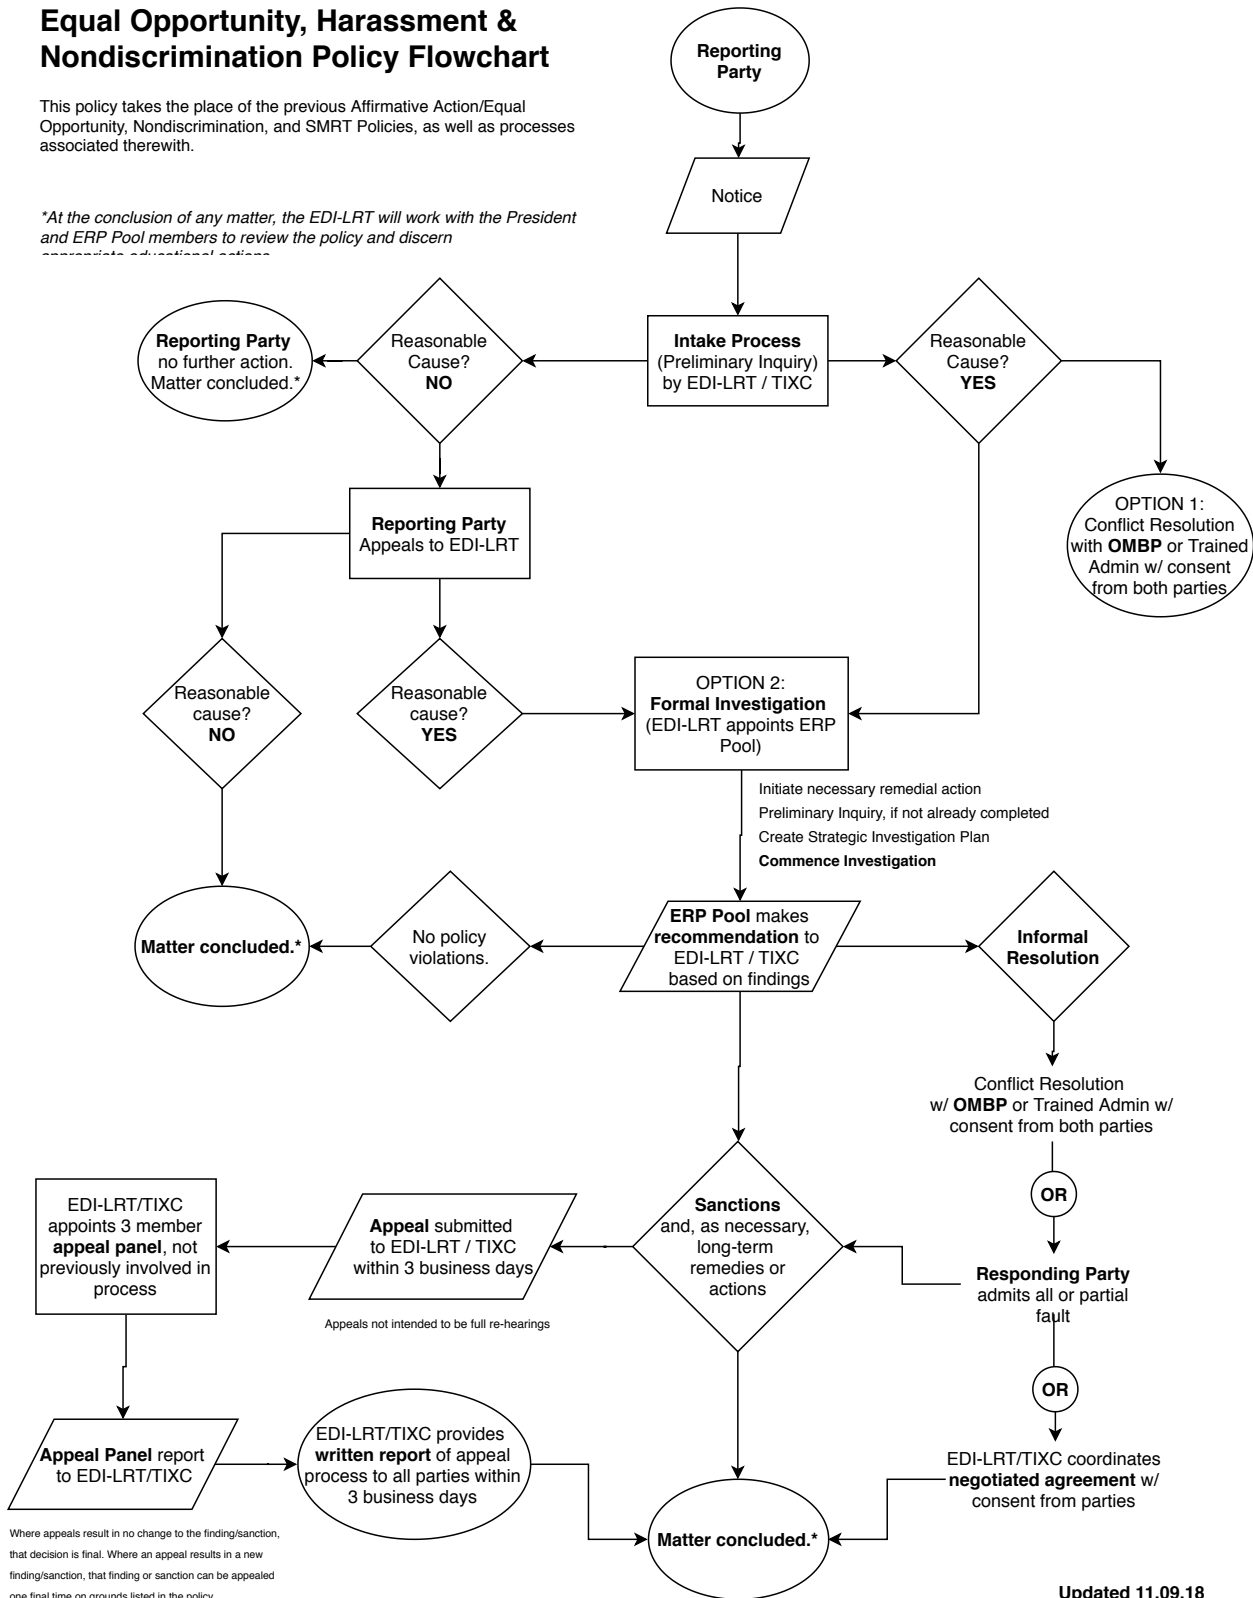 Equal Opportunity, Harassment &
Nondiscrimination Policy Flowchart
This policy takes the place of the previous Affirmative Action/Equal
Opportunity, Nondiscrimination, and SMRT Policies, as well as processes
associated therewith.
*At the conclusion of any matter, the EDI-LRT will work with the President
and ERP Pool members to review the policy and discern
appropriate educational actions
Reporting
Party
Notice
Reporting Party
no further action.
Matter concluded.*
Reasonable
Cause?
NO
Intake Process
(Preliminary Inquiry)
by EDI-LRT / TIXC
Reasonable
Cause?
YES
OPTION 1:
Conflict Resolution
with OMBP or Trained
Admin w/ consent
from both parties
Reporting Party
Appeals to EDI-LRT
Reasonable
cause?
NO
Reasonable
cause?
YES
OPTION 2:
Formal Investigation
(EDI-LRT appoints ERP
Pool)
Initiate necessary remedial action
Preliminary Inquiry, if not already completed
Create Strategic Investigation Plan
Commence Investigation
Matter concluded.*
No policy
violations.
ERP Pool makes
recommendation to
EDI-LRT / TIXC
based on findings
Informal
Resolution
Conflict Resolution
w/ OMBP or Trained Admin w/
consent from both parties
OR
EDI-LRT/TIXC
appoints 3 member
appeal panel, not
previously involved in
process
Appeal submitted
to EDI-LRT / TIXC
within 3 business days
Appeals not intended to be full re-hearings
Sanctions
and, as necessary,
long-term
remedies or
actions
Responding Party
admits all or partial
fault
OR
Appeal Panel report
to EDI-LRT/TIXC
EDI-LRT/TIXC provides
written report of appeal
process to all parties within
3 business days
Matter concluded.*
EDI-LRT/TIXC coordinates
negotiated agreement w/
consent from parties
Where appeals result in no change to the finding/sanction,
that decision is final. Where an appeal results in a new
finding/sanction, that finding or sanction can be appealed
one final time on grounds listed in the policy
Updated 11.09.18